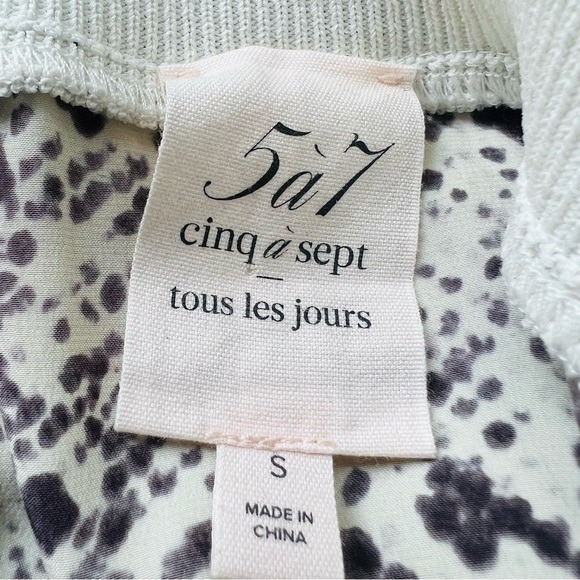 5à7
cinq à sept
tous les jours
S
MADE IN
CHINA